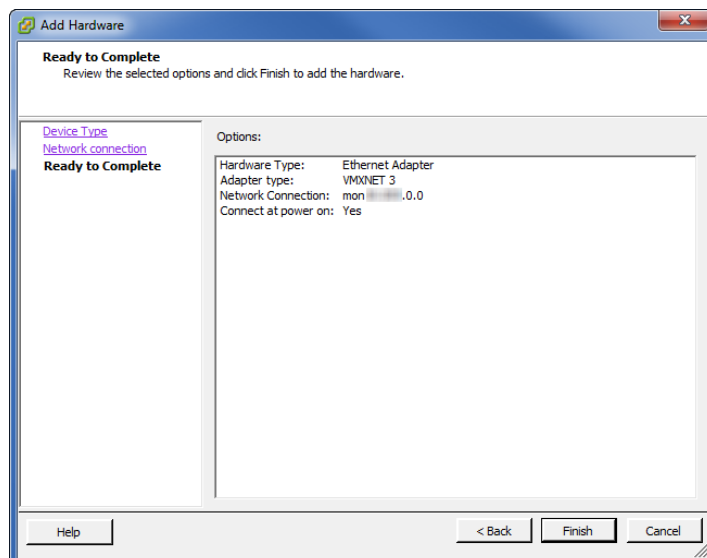 Add Hardware
Ready to Complete
Review the selected options and click Finish to add the hardware.
Device Type
Network connection
Ready to Complete
Options:
Hardware Type: Ethernet Adapter
Adapter type: VMXNET 3
Network Connection: mon .0.0
Connect at power on: Yes
Help
< Back
Finish
Cancel